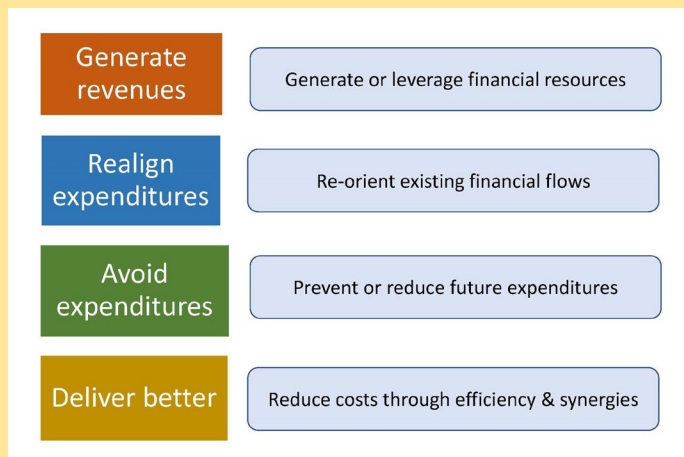 Generate
revenues
Generate or leverage financial resources
Realign
expenditures
Re-orient existing financial flows
Avoid
expenditures
Prevent or reduce future expenditures
Deliver better
Reduce costs through efficiency & synergies